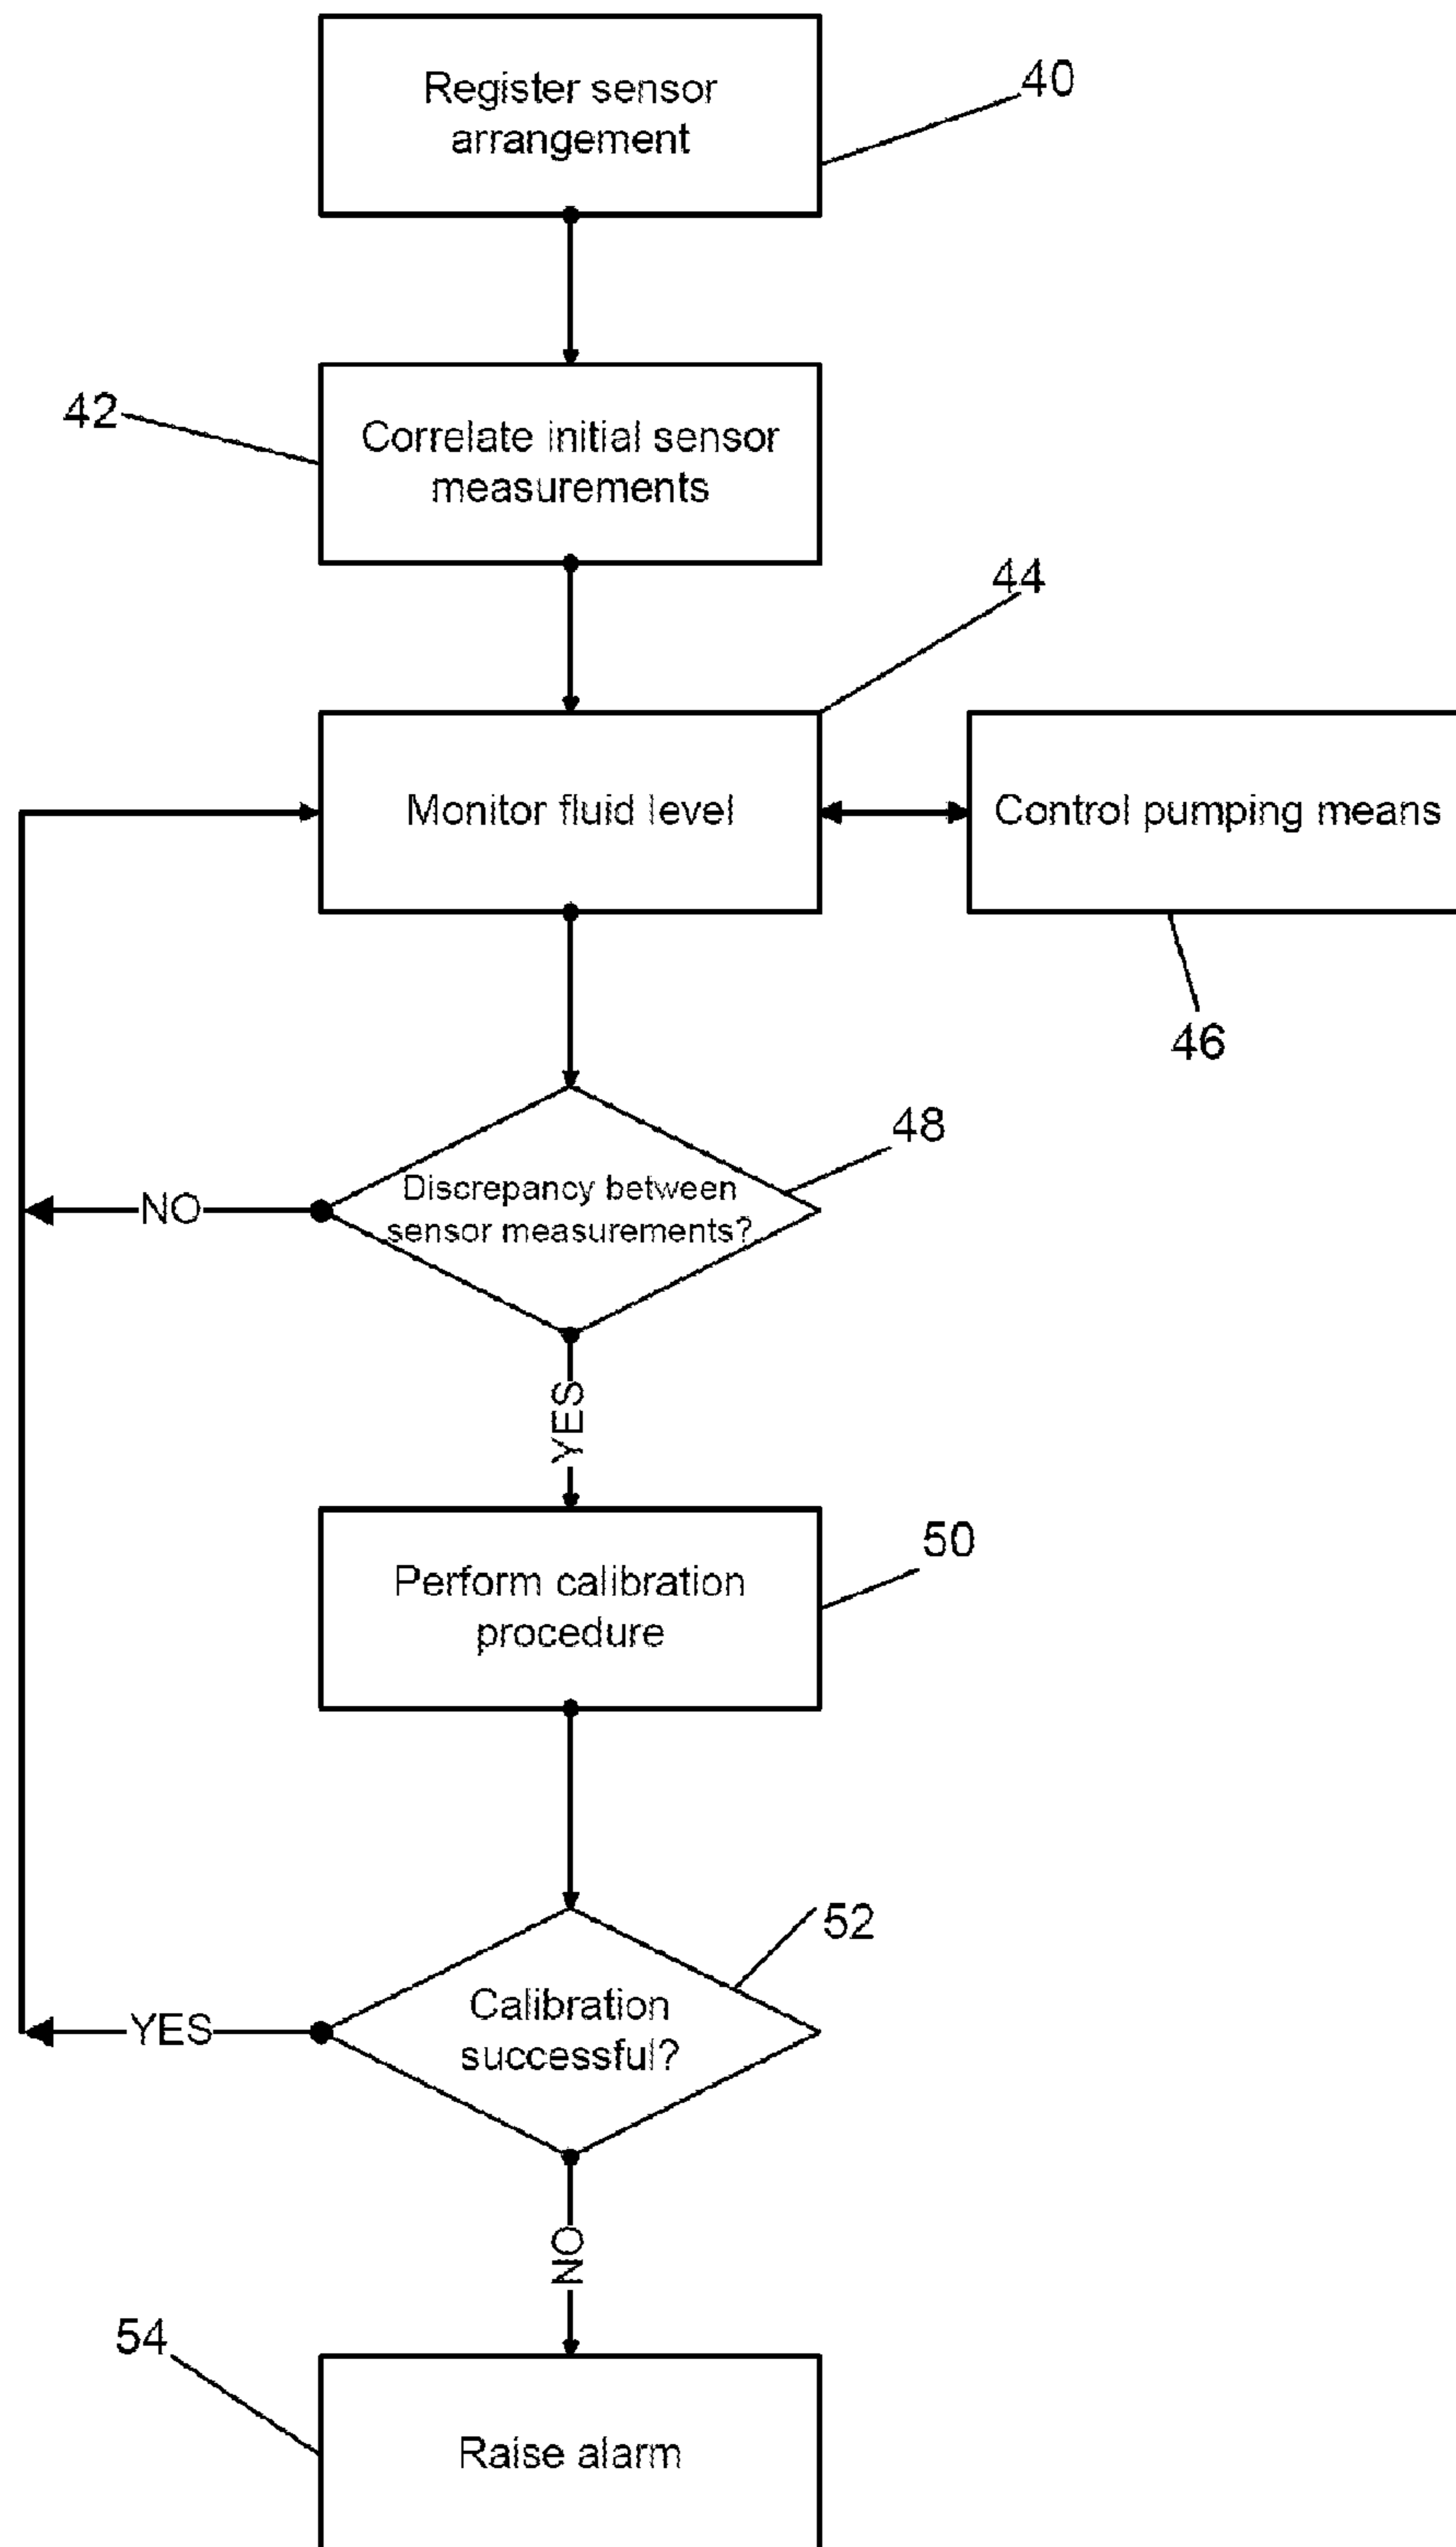 Register sensor
arrangement
40
42
Correlate initial sensor
measurements
44
Monitor fluid level
Control pumping means
46
48
Discrepancy between
sensor measurements?
NO
YES
50
Perform calibration
procedure
52
Calibration
successful?
YES
NO
54
Raise alarm